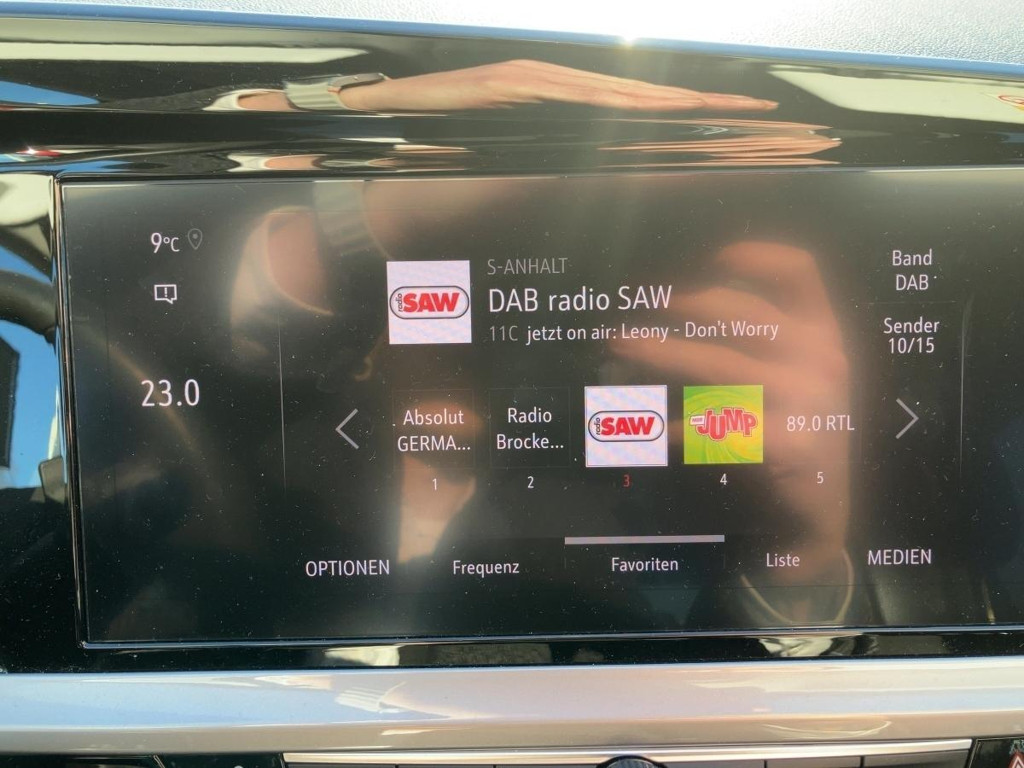 9°C
23.0
radio SAW
S-ANHALT
DAB radio SAW
11C jetzt on air: Leony - Don't Worry
Band
DAB
Sender
10/15
Absolut
GERMA...
Radio
Brocke...
radio SAW
JUMP
89.0 RTL
1
2
3
4
5
OPTIONEN
Frequenz
Favoriten
Liste
MEDIEN